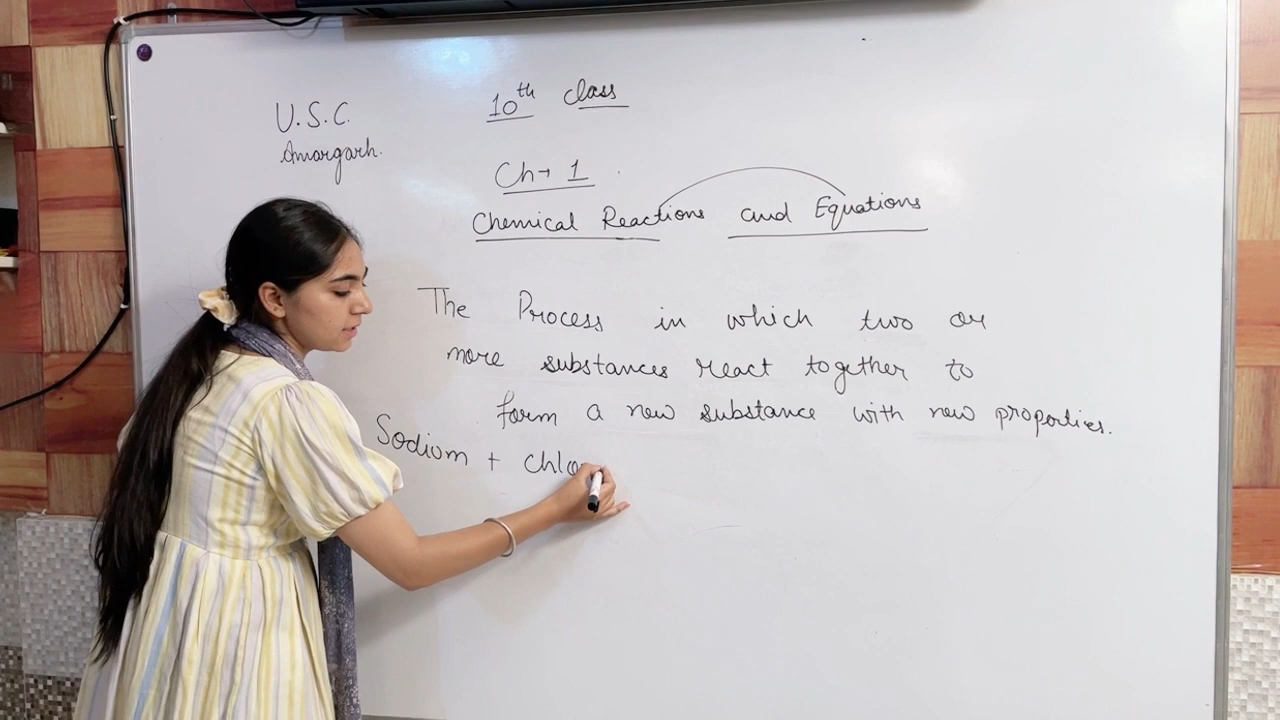 U.S.C.
Amargarh.
10th class
Ch→ 1
Chemical Reactions and Equations
The Process in which two or
more substances react together to
form a new substance with new properties.
Sodium + chlo